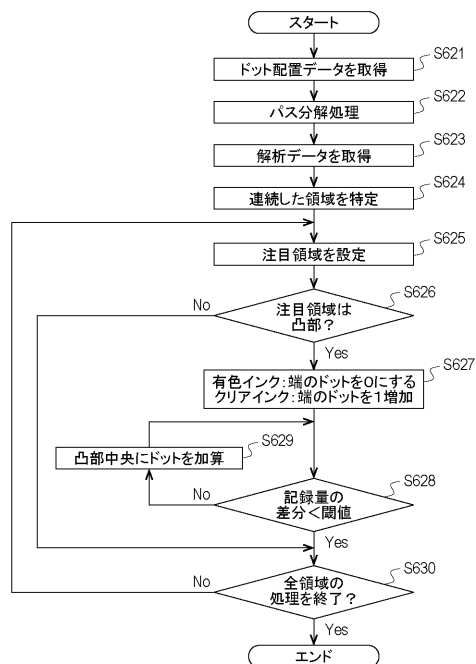 スタート
S621
ドット配置データを取得
S622
パス分解処理
S623
解析データを取得
S624
連続した領域を特定
S625
注目領域を設定
S626
注目領域は
凸部?
No
Yes
S627
有色インク:端のドットを0にする
クリアインク:端のドットを1増加
S629
凸部中央にドットを加算
S628
記録量の
差分<閾値
No
Yes
S630
全領域の
処理を終了?
No
Yes
エンド